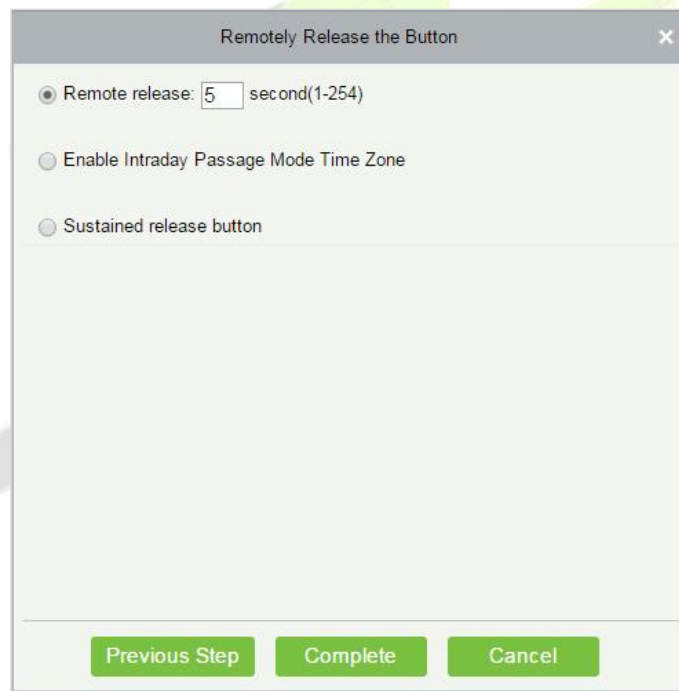 Remotely Release the Button
Remote release: 5 second(1-254)
Enable Intraday Passage Mode Time Zone
Sustained release button
Previous Step Complete Cancel